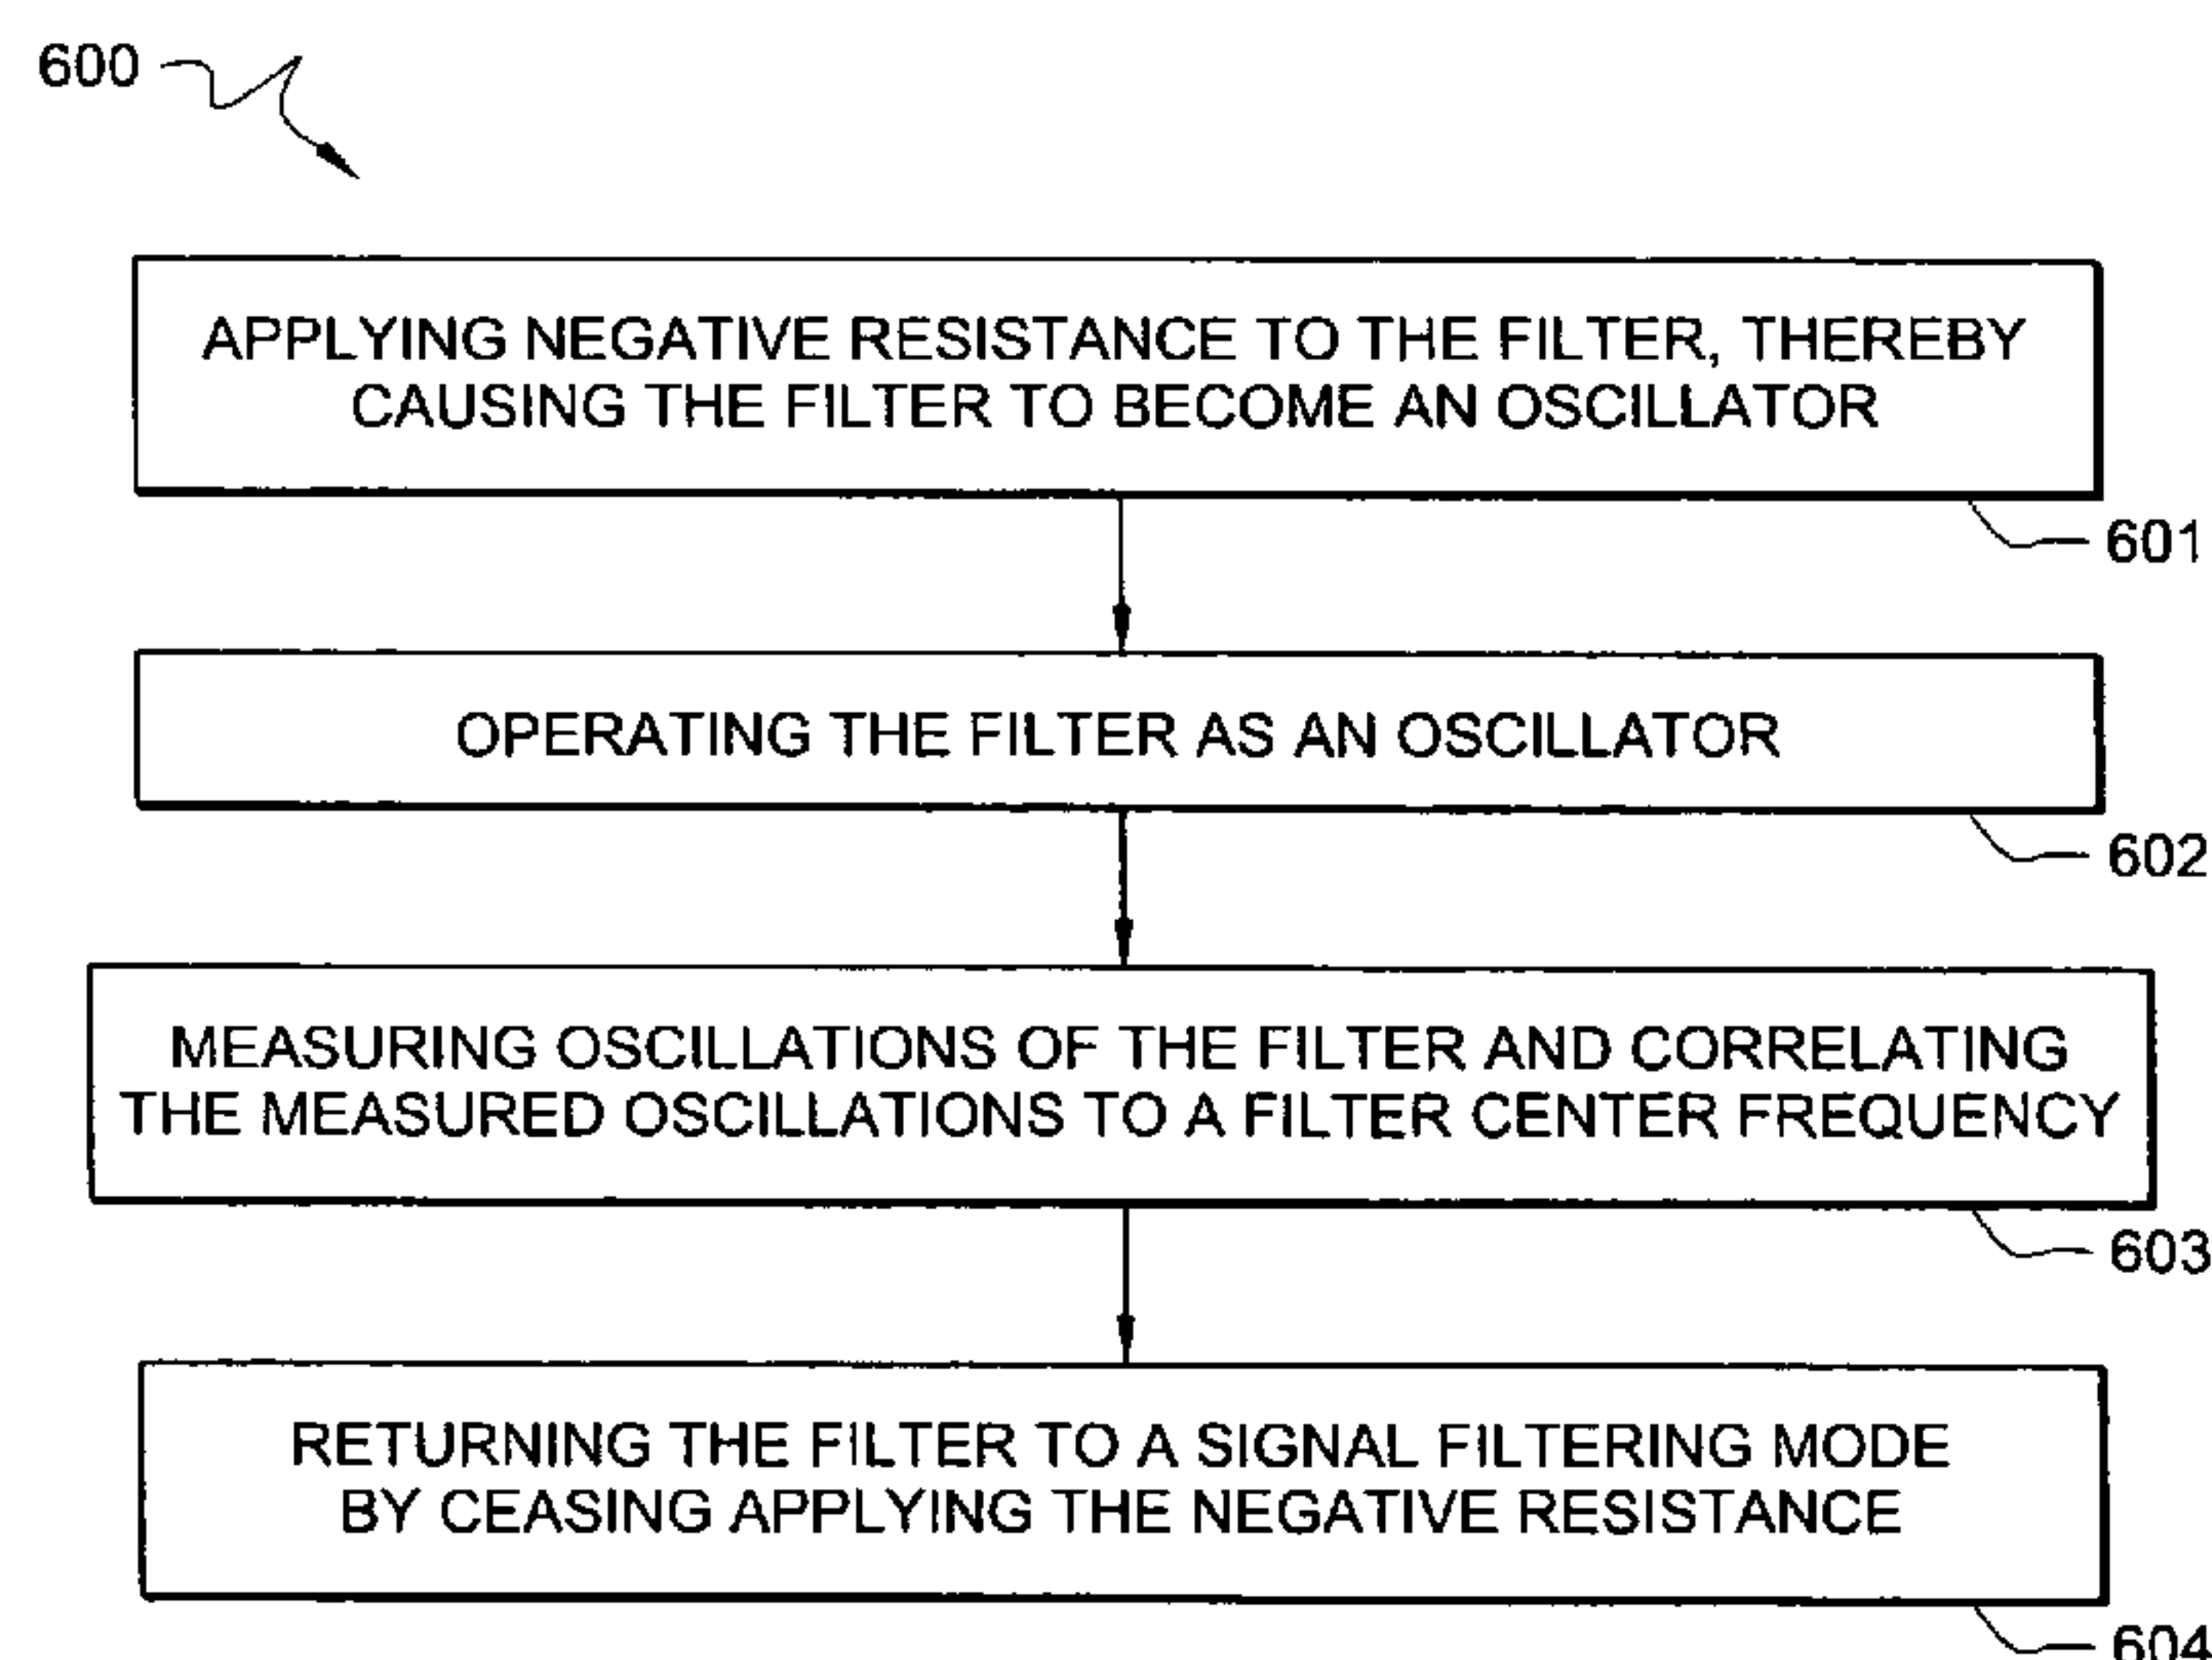 600
APPLYING NEGATIVE RESISTANCE TO THE FILTER, THEREBY
CAUSING THE FILTER TO BECOME AN OSCILLATOR
601
OPERATING THE FILTER AS AN OSCILLATOR
602
MEASURING OSCILLATIONS OF THE FILTER AND CORRELATING
THE MEASURED OSCILLATIONS TO A FILTER CENTER FREQUENCY
603
RETURNING THE FILTER TO A SIGNAL FILTERING MODE
BY CEASING APPLYING THE NEGATIVE RESISTANCE
604